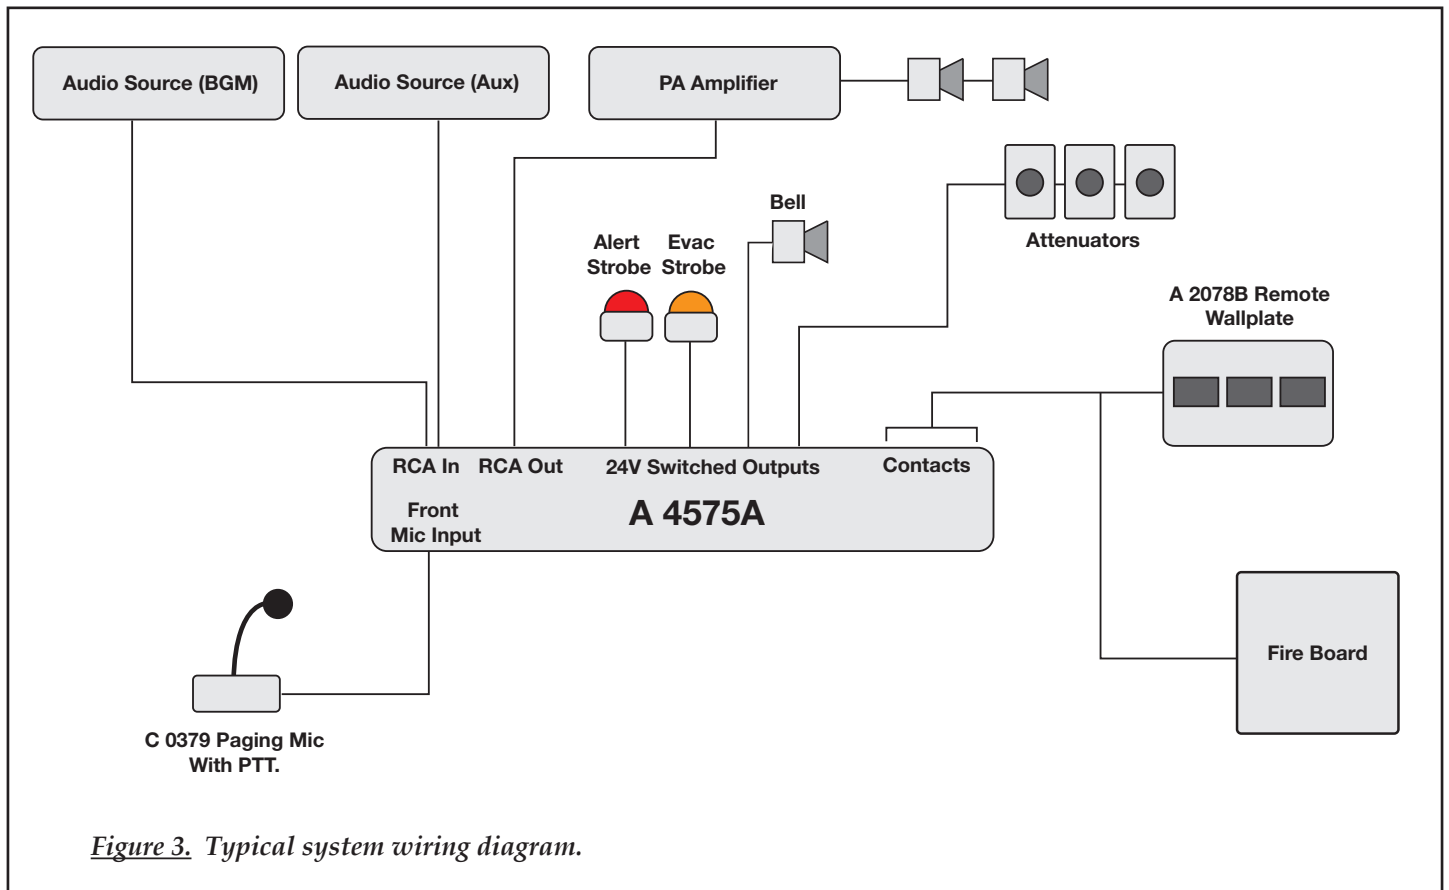 Audio Source (BGM)
Audio Source (Aux)
PA Amplifier
Bell
Alert
Strobe
Evac
Strobe
Attenuators
A 2078B Remote
Wallplate
RCA In
RCA Out
24V Switched Outputs
Contacts
Front
Mic Input
A 4575A
Fire Board
C 0379 Paging Mic
With PTT.
Figure 3. Typical system wiring diagram.